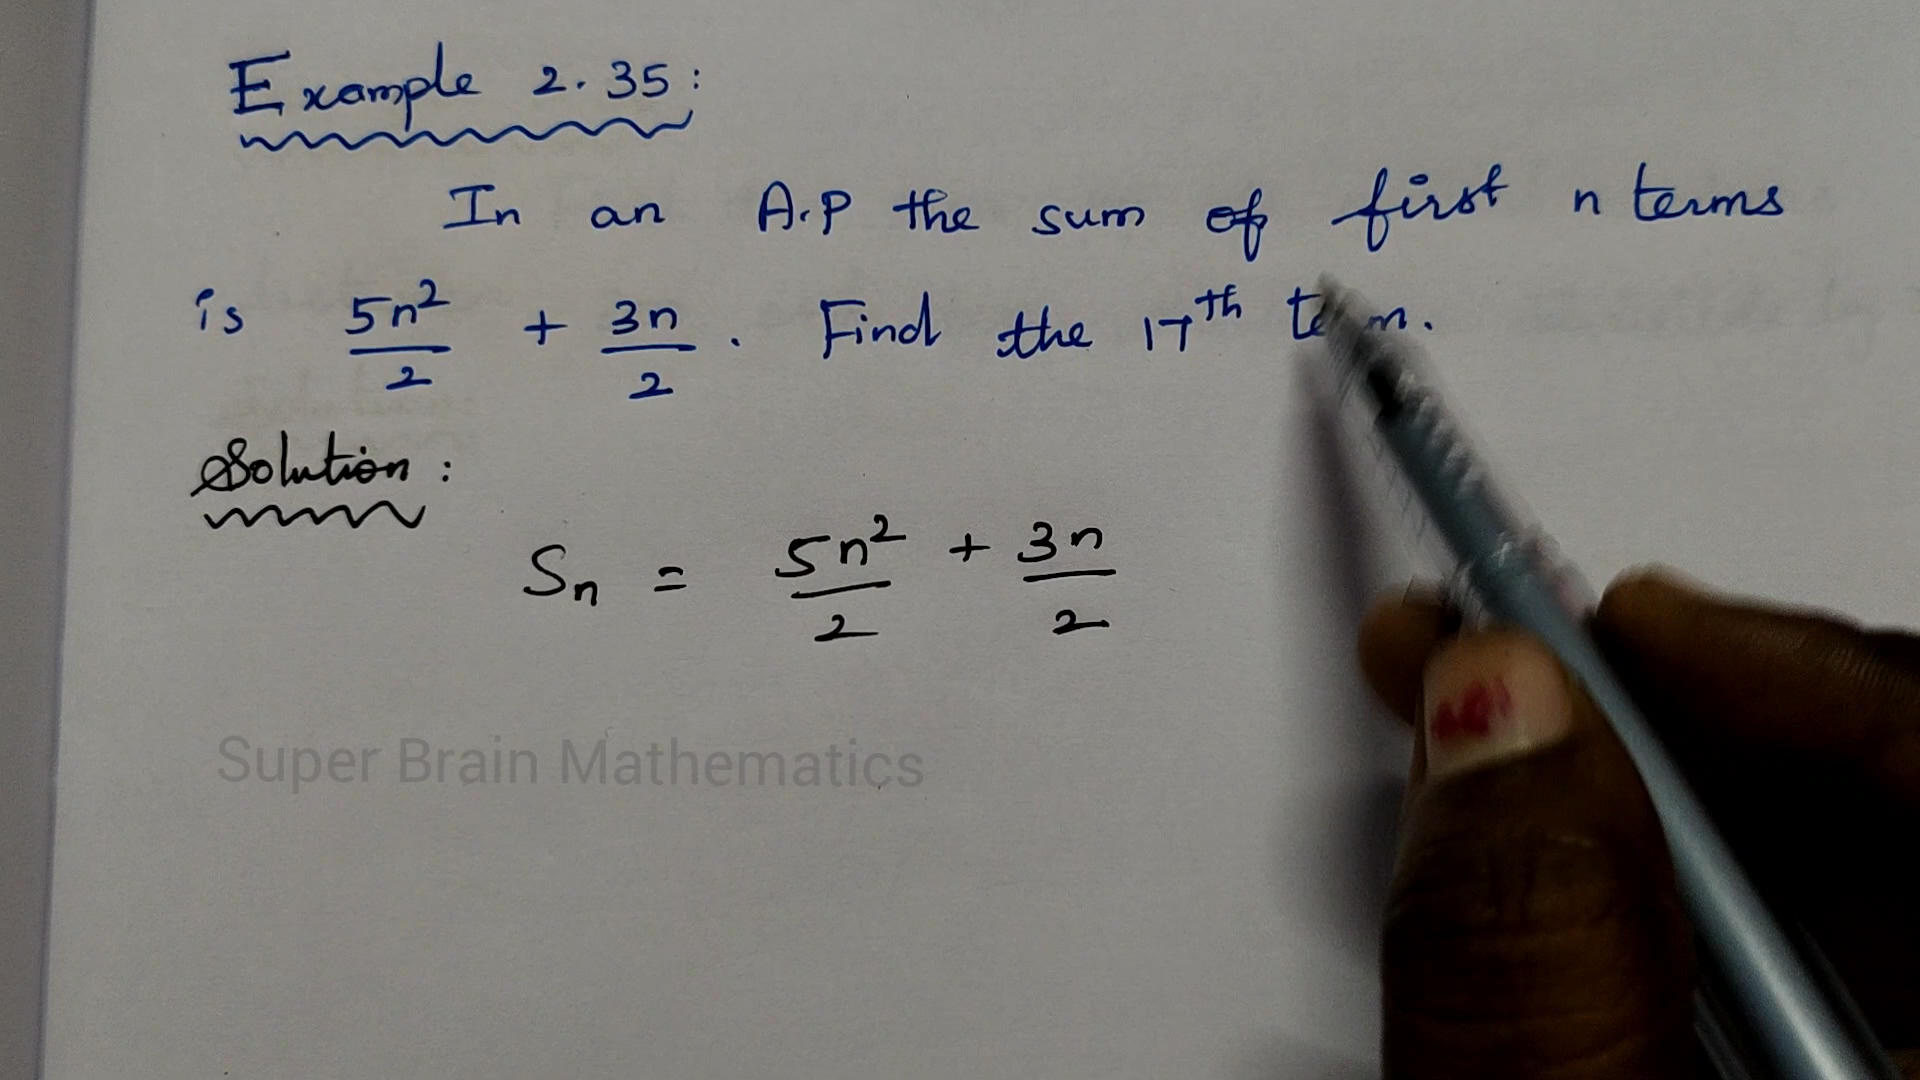 Example 2.35:
In an A.P the sum of first n terms
is 5n²/2 + 3n/2. Find the 17th term.
Solution:
Sn = 5n²/2 + 3n/2
Super Brain Mathematics